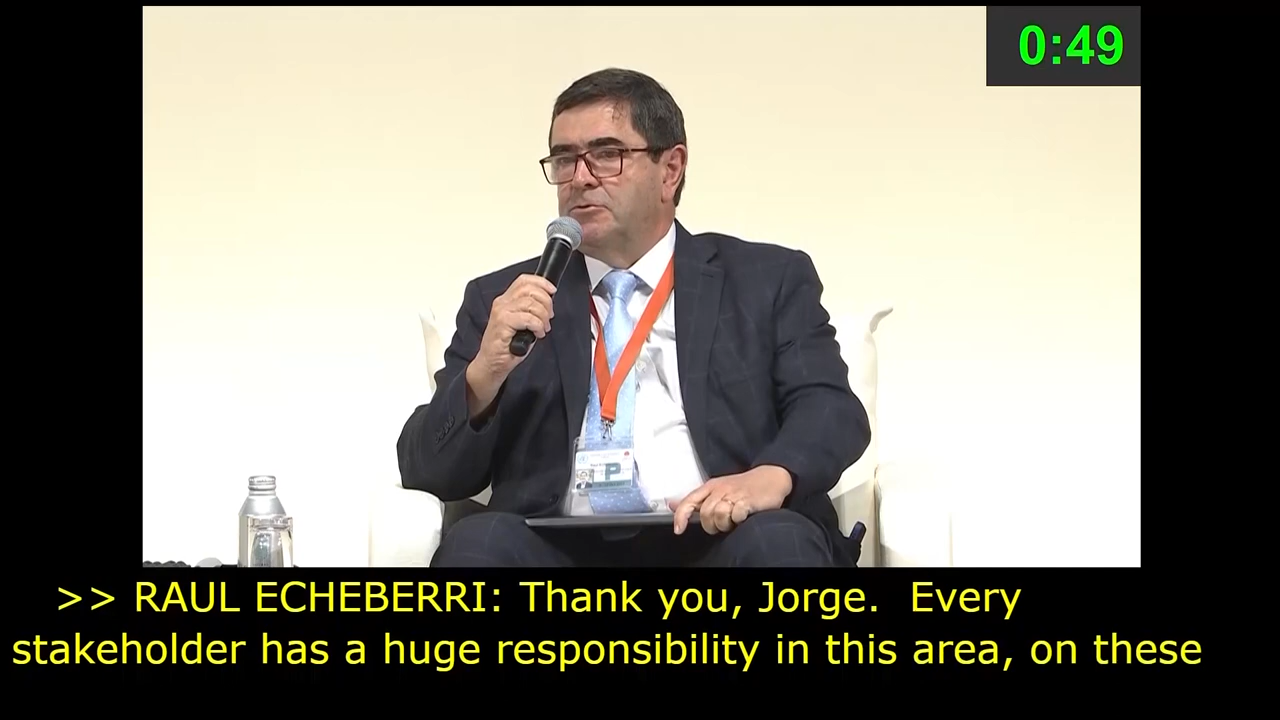 0:49
P
>> RAUL ECHEBERRI: Thank you, Jorge.  Every
stakeholder has a huge responsibility in this area, on these